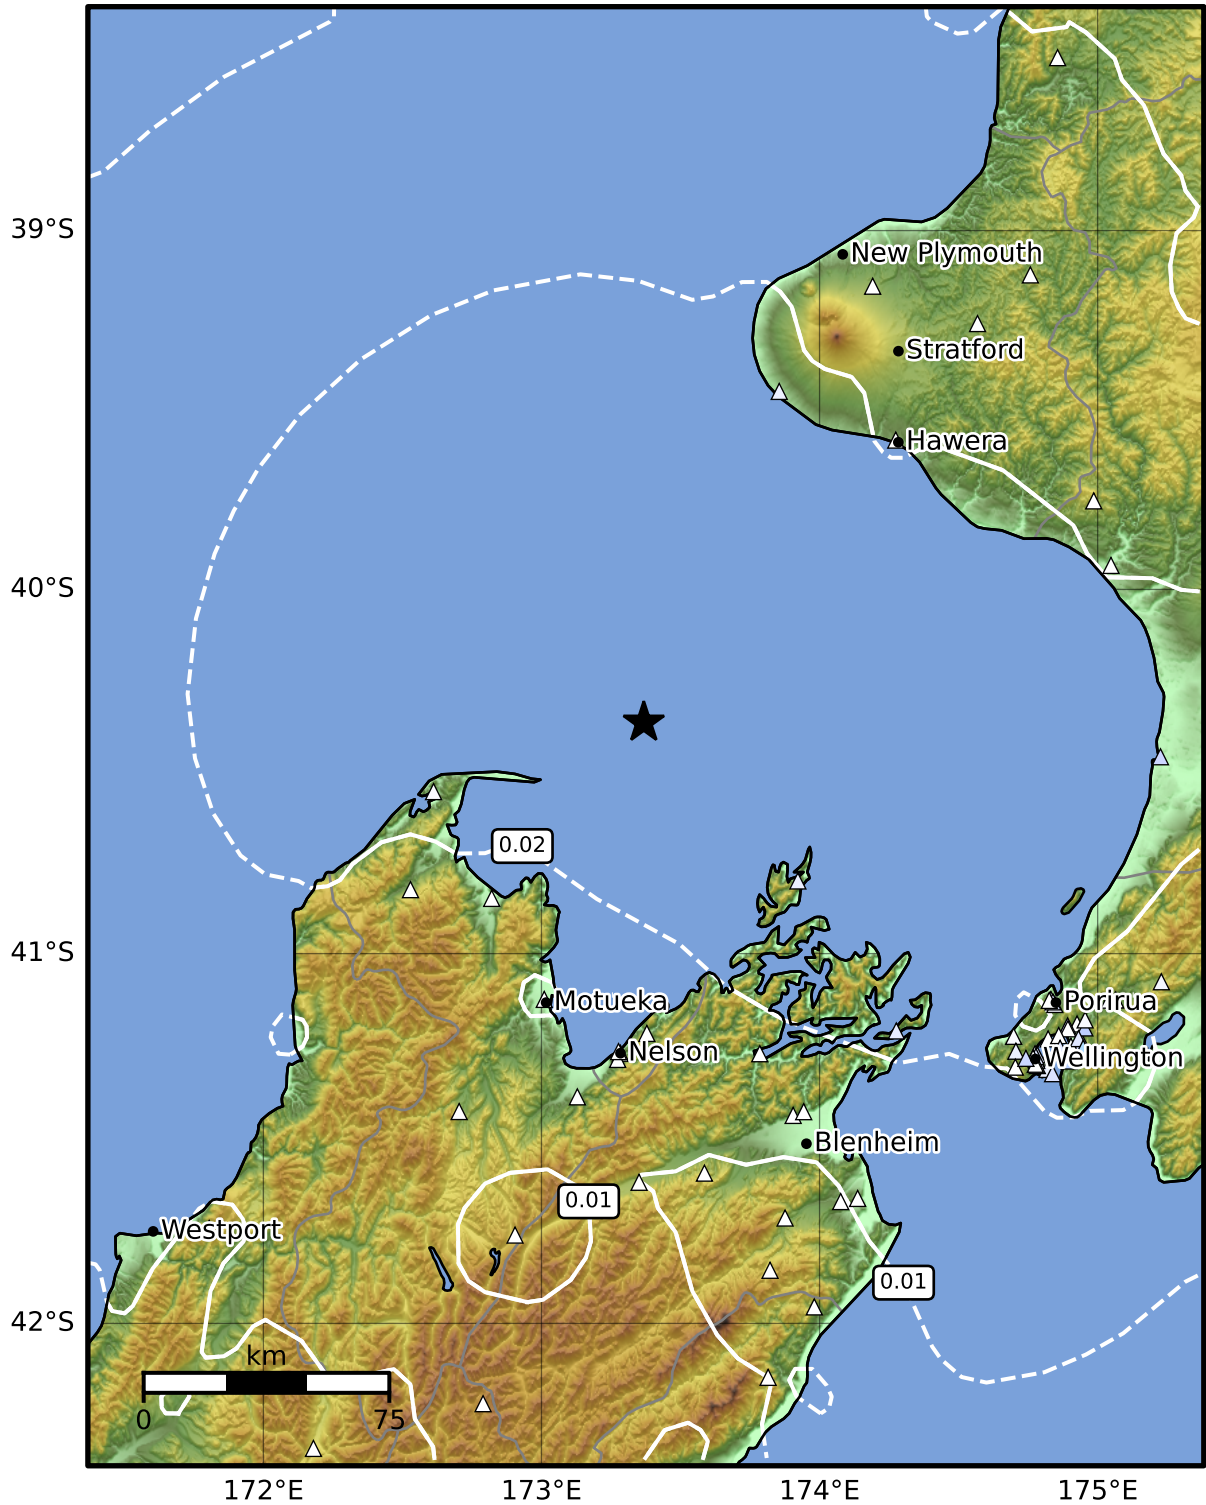 39°S
New Plymouth
Stratford
Hawera
40°S
0.02
41°S
Motueka
Porirua
Nelson
Wellington
Blenheim
0.01
Westport
0.01
42°S
km
0
75
172°E
173°E
174°E
175°E